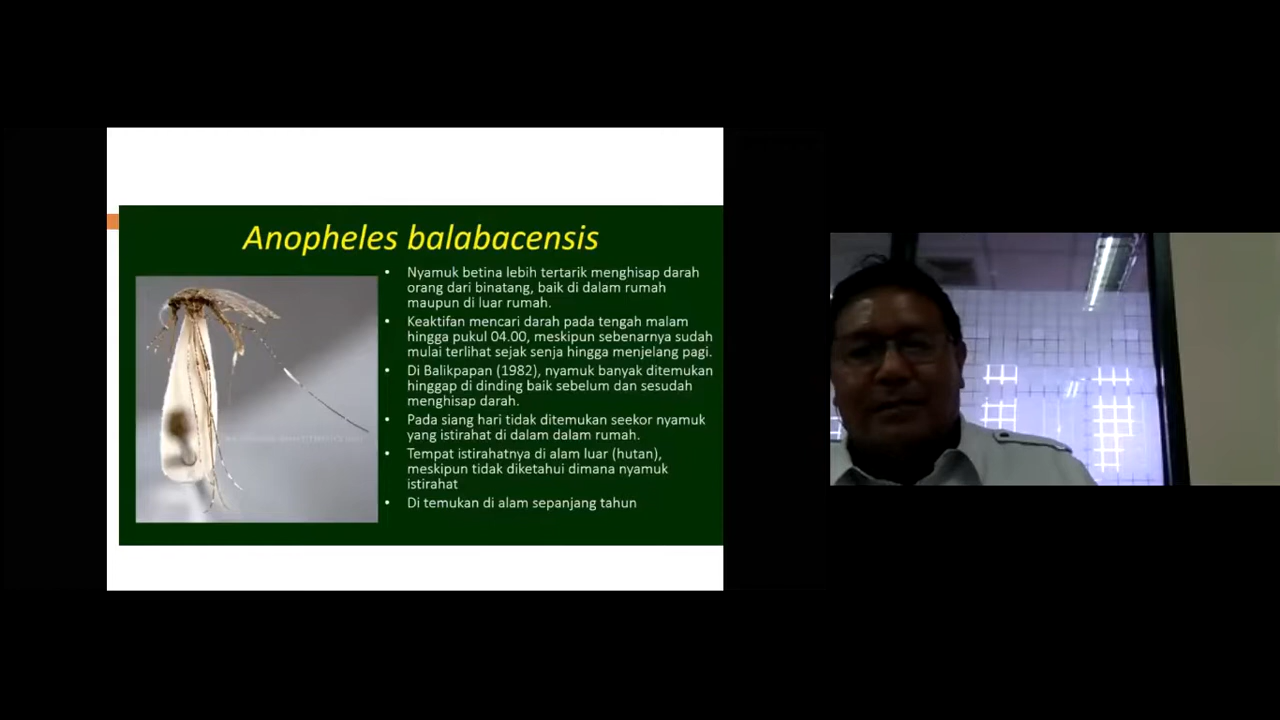 Anopheles balabacensis
• Nyamuk betina lebih tertarik menghisap darah
orang dari binatang, baik di dalam rumah
maupun di luar rumah.
• Keaktifan mencari darah pada tengah malam
hingga pukul 04.00, meskipun sebenarnya sudah
mulai terlihat sejak senja hingga menjelang pagi.
• Di Balikpapan (1982), nyamuk banyak ditemukan
hinggap di dinding baik sebelum dan sesudah
menghisap darah.
• Pada siang hari tidak ditemukan seekor nyamuk
yang istirahat di dalam dalam rumah.
• Tempat istirahatnya di alam luar (hutan),
meskipun tidak diketahui dimana nyamuk
istirahat
• Di temukan di alam sepanjang tahun